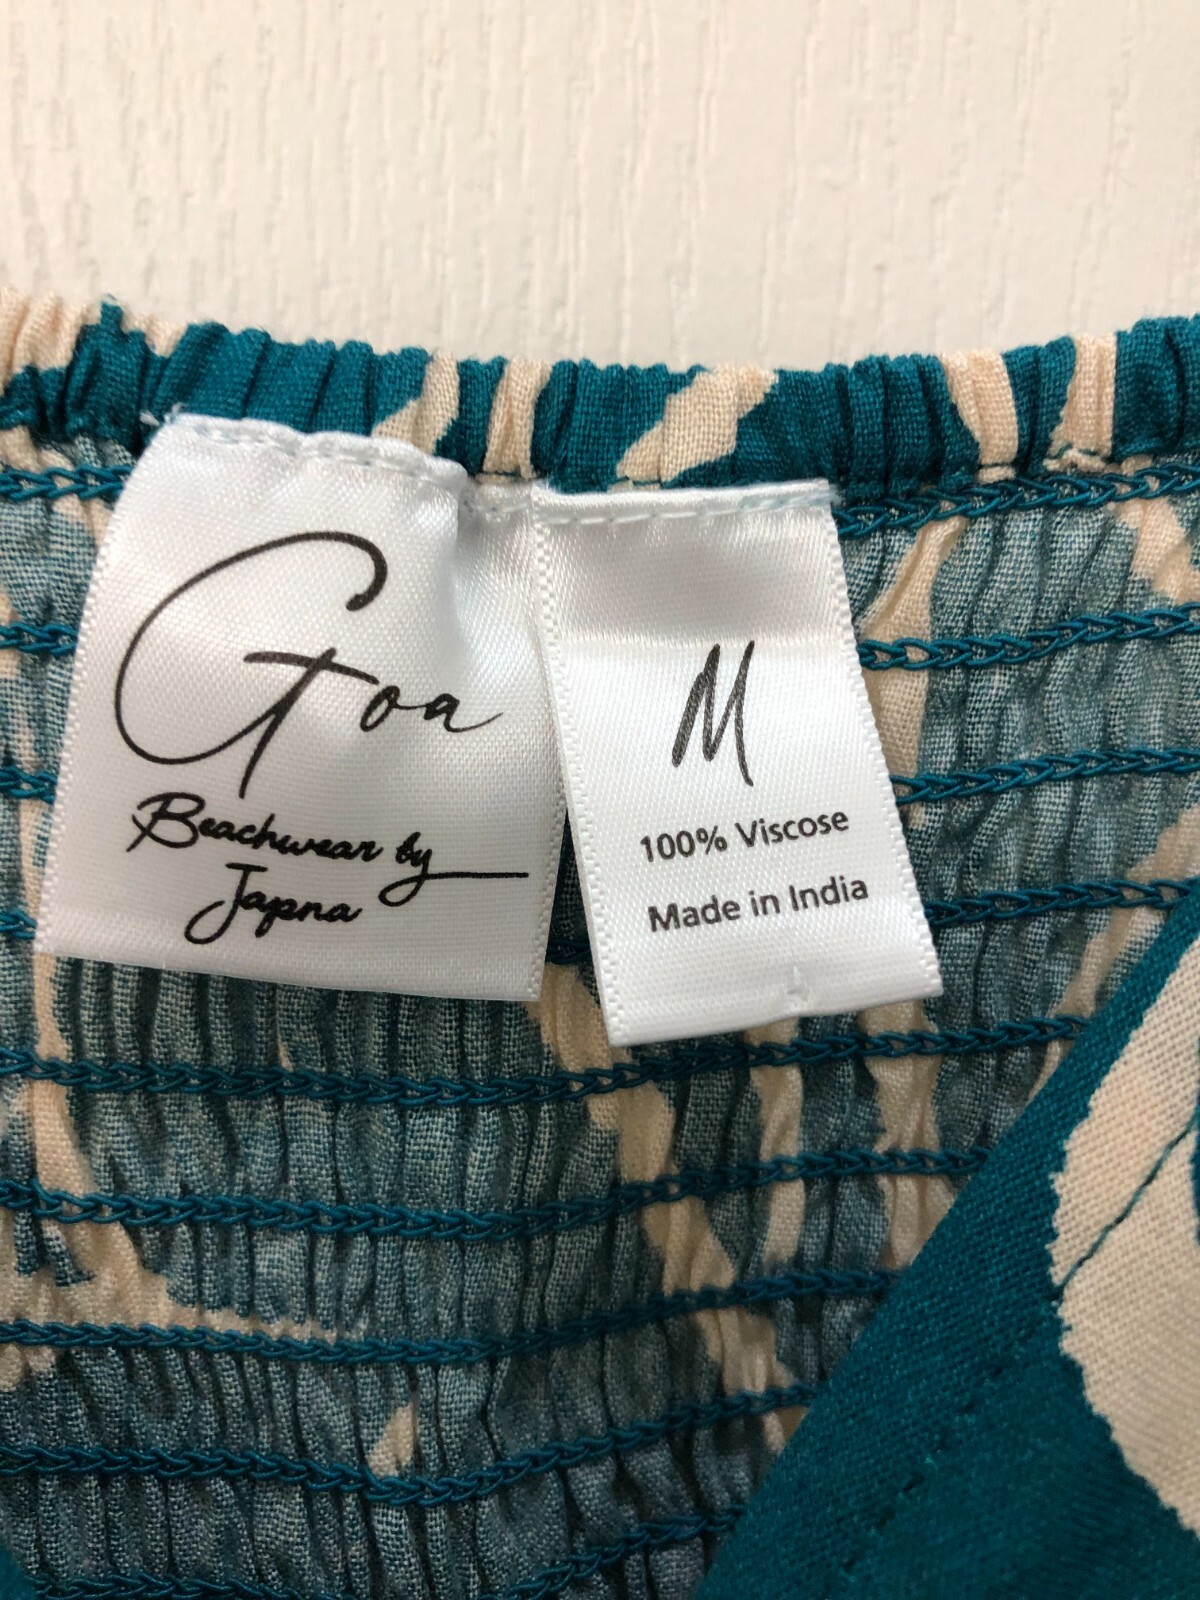 Goa
Beachwear by
Japna
M
100% Viscose
Made in India